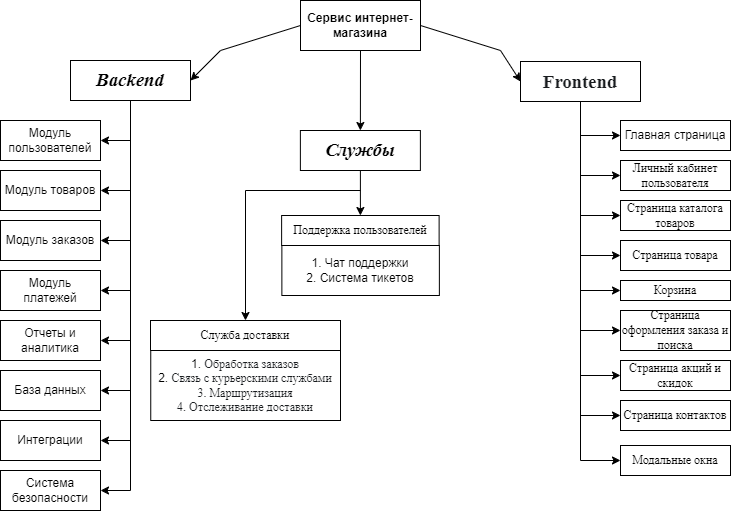 Сервис интернет-
магазина
Backend
Frontend
Службы
Модуль
пользователей
Модуль товаров
Модуль заказов
Модуль
платежей
Отчеты и
аналитика
База данных
Интеграции
Система
безопасности
Поддержка пользователей
1. Чат поддержки
2. Система тикетов
Служба доставки
1. Обработка заказов
2. Связь с курьерскими службами
3. Маршрутизация
4. Отслеживание доставки
Главная страница
Личный кабинет
пользователя
Страница каталога
товаров
Страница товара
Корзина
Страница
оформления заказа и
поиска
Страница акций и
скидок
Страница контактов
Модальные окна